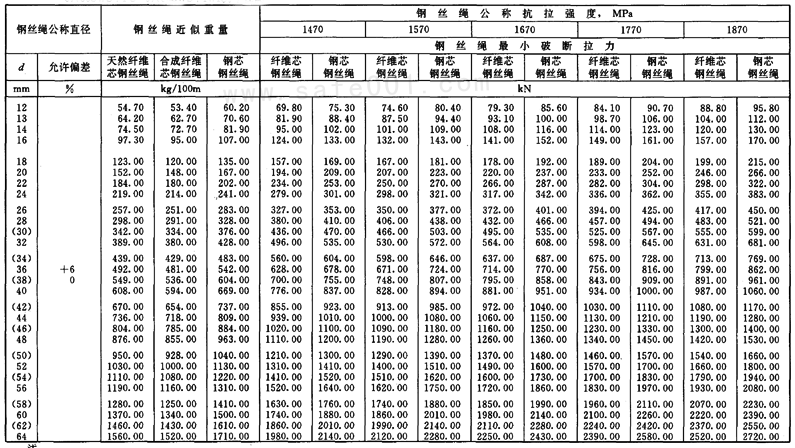 钢丝绳公称直径 钢丝绳近似重量 钢丝绳公称抗拉强度，MPa
1470 1570 1670 1770 1870
钢丝绳最小破断拉力
d 允许偏差 天然纤维芯钢丝绳 合成纤维芯钢丝绳 钢芯钢丝绳 纤维芯钢丝绳 钢芯钢丝绳 纤维芯钢丝绳 钢芯钢丝绳 纤维芯钢丝绳 钢芯钢丝绳 纤维芯钢丝绳 钢芯钢丝绳 纤维芯钢丝绳 钢芯钢丝绳
mm % kg/100m kN
12 54.70 53.40 60.20 69.80 75.30 74.60 80.40 79.30 85.60 84.10 90.70 88.80 95.80
13 64.20 62.70 70.60 81.90 88.40 87.50 94.40 93.10 100.00 98.70 106.00 104.00 112.00
14 74.50 72.70 81.90 95.00 102.00 101.00 109.00 108.00 116.00 114.00 123.00 120.00 130.00
16 97.30 95.00 107.00 124.00 133.00 132.00 143.00 141.00 152.00 149.00 161.00 157.00 170.00
18 123.00 120.00 135.00 157.00 169.00 167.00 181.00 178.00 192.00 189.00 204.00 199.00 215.00
20 152.00 148.00 167.00 194.00 209.00 207.00 223.00 220.00 237.00 233.00 252.00 246.00 266.00
22 184.00 180.00 202.00 234.00 253.00 250.00 270.00 266.00 287.00 282.00 304.00 298.00 322.00
24 219.00 214.00 241.00 279.00 301.00 298.00 321.00 317.00 342.00 336.00 362.00 355.00 383.00
26 257.00 251.00 283.00 327.00 353.00 350.00 377.00 372.00 401.00 394.00 425.00 417.00 450.00
28 298.00 291.00 328.00 380.00 410.00 406.00 438.00 432.00 466.00 457.00 494.00 483.00 521.00
(30) 342.00 334.00 376.00 436.00 470.00 466.00 503.00 495.00 535.00 525.00 567.00 555.00 599.00
32 389.00 380.00 428.00 496.00 535.00 530.00 572.00 564.00 608.00 598.00 645.00 631.00 681.00
(34) 439.00 429.00 483.00 560.00 604.00 598.00 646.00 637.00 687.00 675.00 728.00 713.00 769.00
36 +6 492.00 481.00 542.00 628.00 678.00 671.00 724.00 714.00 770.00 756.00 816.00 799.00 862.00
(38) 0 549.00 536.00 604.00 700.00 755.00 748.00 807.00 795.00 858.00 843.00 909.00 891.00 961.00
40 608.00 594.00 669.00 776.00 837.00 828.00 894.00 881.00 951.00 934.00 1000.00 987.00 1060.00
(42) 670.00 654.00 737.00 855.00 923.00 913.00 985.00 972.00 1040.00 1030.00 1110.00 1080.00 1170.00
44 736.00 718.00 809.00 939.00 1010.00 1000.00 1080.00 1060.00 1150.00 1130.00 1210.00 1190.00 1280.00
(46) 804.00 785.00 884.00 1020.00 1100.00 1090.00 1180.00 1160.00 1250.00 1230.00 1330.00 1300.00 1400.00
48 876.00 855.00 963.00 1110.00 1200.00 1190.00 1280.00 1260.00 1360.00 1340.00 1450.00 1420.00 1530.00
(50) 950.00 928.00 1040.00 1210.00 1300.00 1290.00 1390.00 1370.00 1480.00 1460.00 1570.00 1540.00 1660.00
52 1030.00 1000.00 1130.00 1310.00 1410.00 1400.00 1510.00 1490.00 1600.00 1570.00 1700.00 1660.00 1800.00
(54) 1110.00 1080.00 1220.00 1410.00 1520.00 1510.00 1620.00 1600.00 1730.00 1700.00 1830.00 1790.00 1940.00
56 1190.00 1160.00 1310.00 1520.00 1640.00 1620.00 1750.00 1720.00 1860.00 1830.00 1970.00 1930.00 2080.00
(58) 1280.00 1250.00 1410.00 1630.00 1760.00 1740.00 1880.00 1850.00 1990.00 1960.00 2110.00 2070.00 2230.00
60 1370.00 1340.00 1500.00 1740.00 1880.00 1860.00 2010.00 1980.00 2140.00 2100.00 2260.00 2220.00 2390.00
(62) 1460.00 1430.00 1610.00 1860.00 2010.00 1990.00 2140.00 2110.00 2280.00 2240.00 2420.00 2370.00 2550.00
64 1560.00 1520.00 1710.00 1980.00 2140.00 2120.00 2280.00 2250.00 2430.00 2390.00 2580.00 2520.00 2720.00